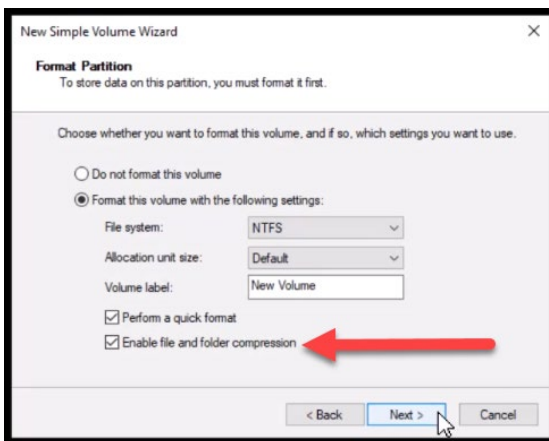 New Simple Volume Wizard
Format Partition
To store data on this partition, you must format it first.
Choose whether you want to format this volume, and if so, which settings you want to use.
Do not format this volume
Format this volume with the following settings:
File system: NTFS
Allocation unit size: Default
Volume label: New Volume
Perform a quick format
Enable file and folder compression
< Back Next > Cancel